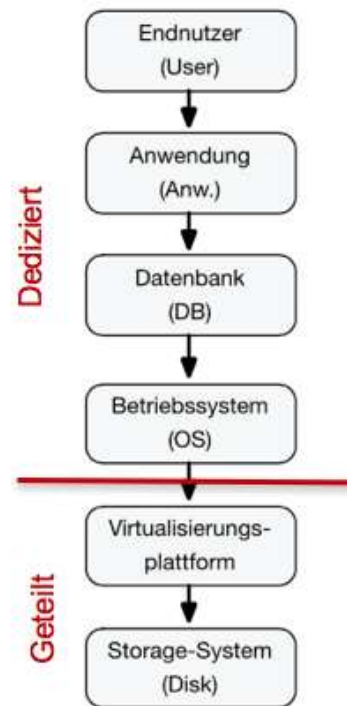 Endnutzer
(User)
Anwendung
(Anw.)
Dediziert
Datenbank
(DB)
Betriebssystem
(OS)
Virtualisierungs-
plattform
Geteilt
Storage-System
(Disk)